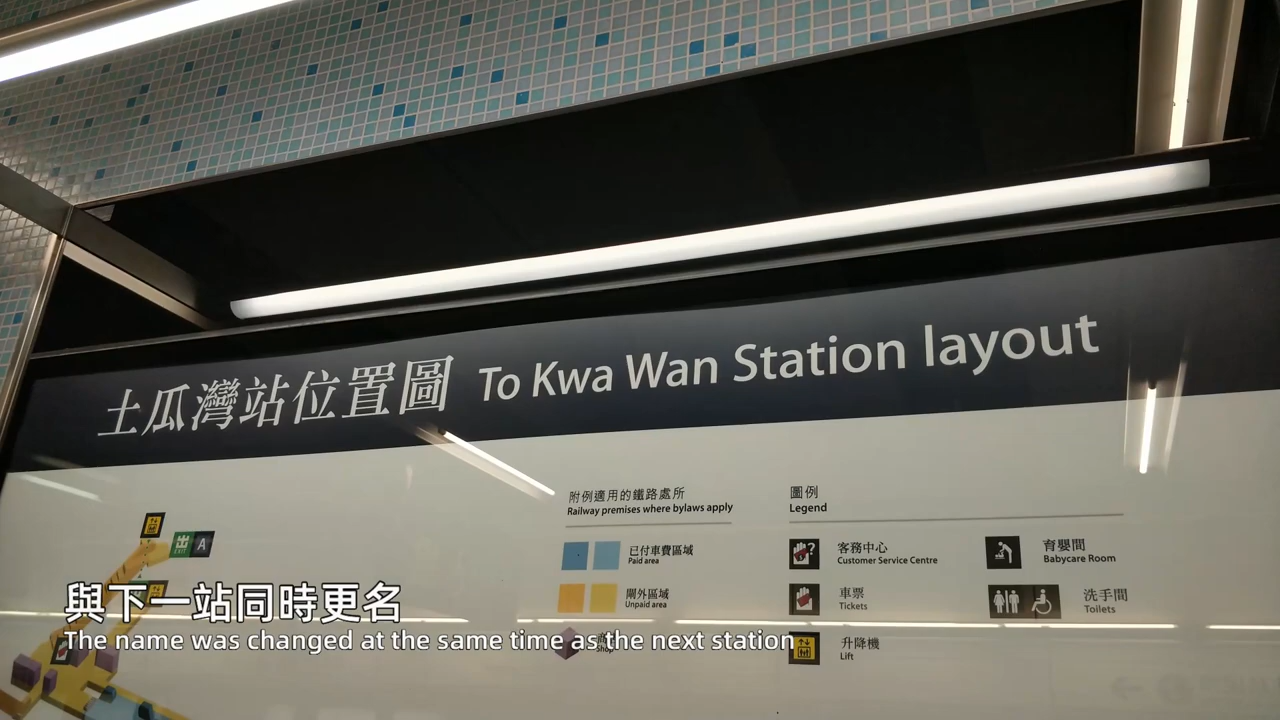 土瓜灣站位置圖 To Kwa Wan Station layout
附例適用的鐵路處所
Railway premises where bylaws apply
已付車費區域
Paid area
閘外區域
Unpaid area
Shop
圖例
Legend
客務中心
Customer Service Centre
車票
Tickets
升降機
Lift
育嬰間
Babycare Room
洗手間
Toilets
出 A
EXIT
與下一站同時更名
The name was changed at the same time as the next station